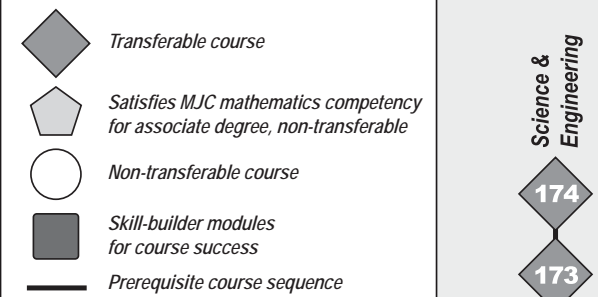 Transferable course
Satisfies MJC mathematics competency
for associate degree, non-transferable
Non-transferable course
Skill-builder modules
for course success
Prerequisite course sequence
Science &
Engineering
174
173